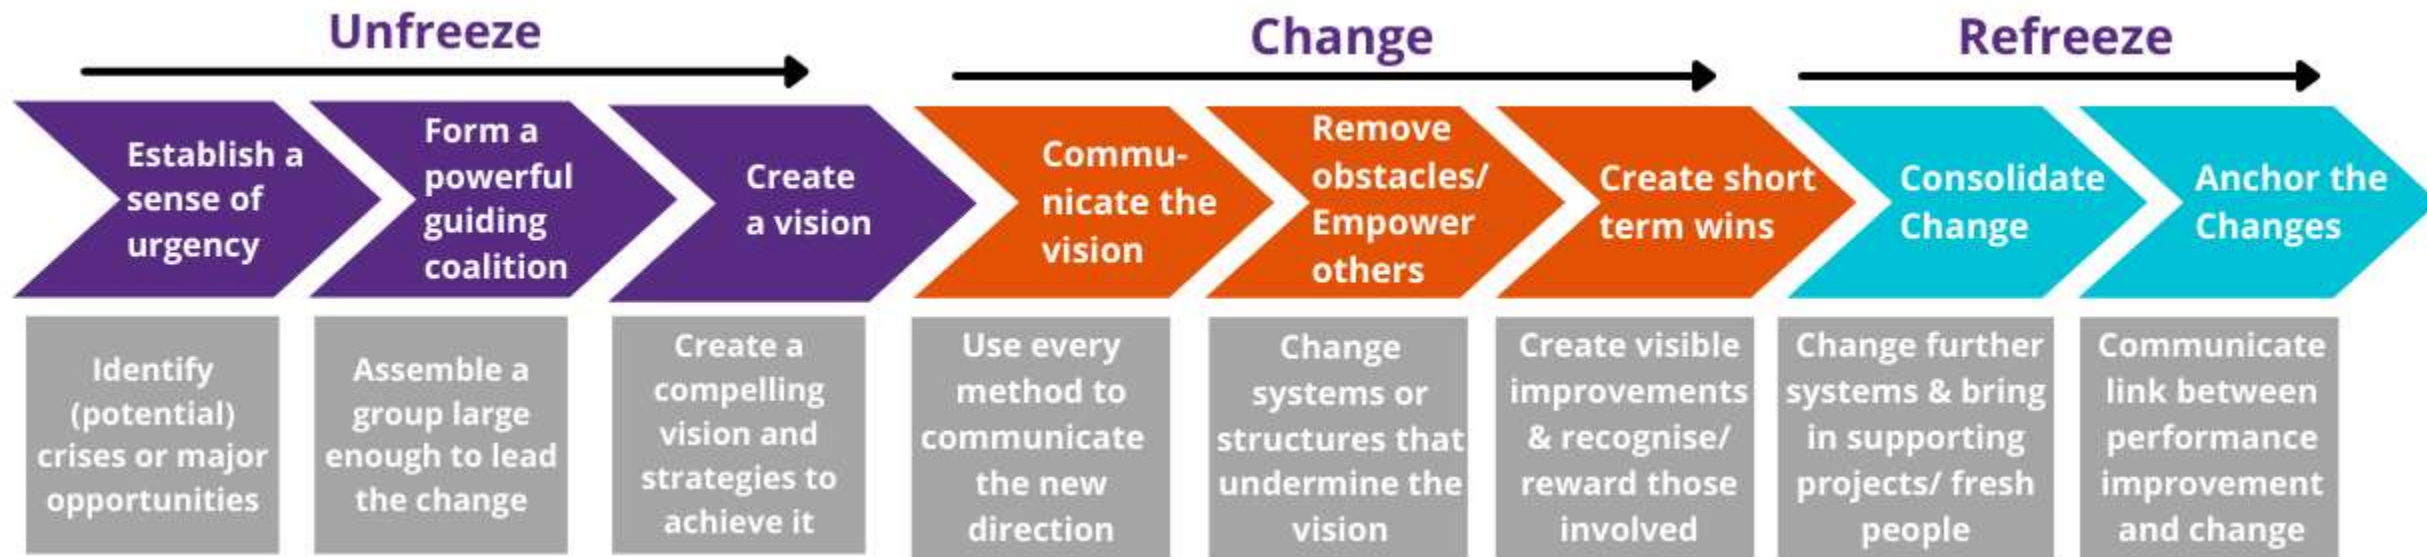 Unfreeze
Change
Refreeze
Establish a
sense of
urgency
Form a
powerful
guiding
coalition
Create
a vision
Commu-
nicate the
vision
Remove
obstacles/
Empower
others
Create short
term wins
Consolidate
Change
Anchor the
Changes
Identify
(potential)
crises or major
opportunities
Assemble a
group large
enough to lead
the change
Create a
compelling
vision and
strategies to
achieve it
Use every
method to
communicate
the new
direction
Change
systems or
structures that
undermine the
vision
Create visible
improvements
& recognise/
reward those
involved
Change further
systems & bring
in supporting
projects/ fresh
people
Communicate
link between
performance
improvement
and change